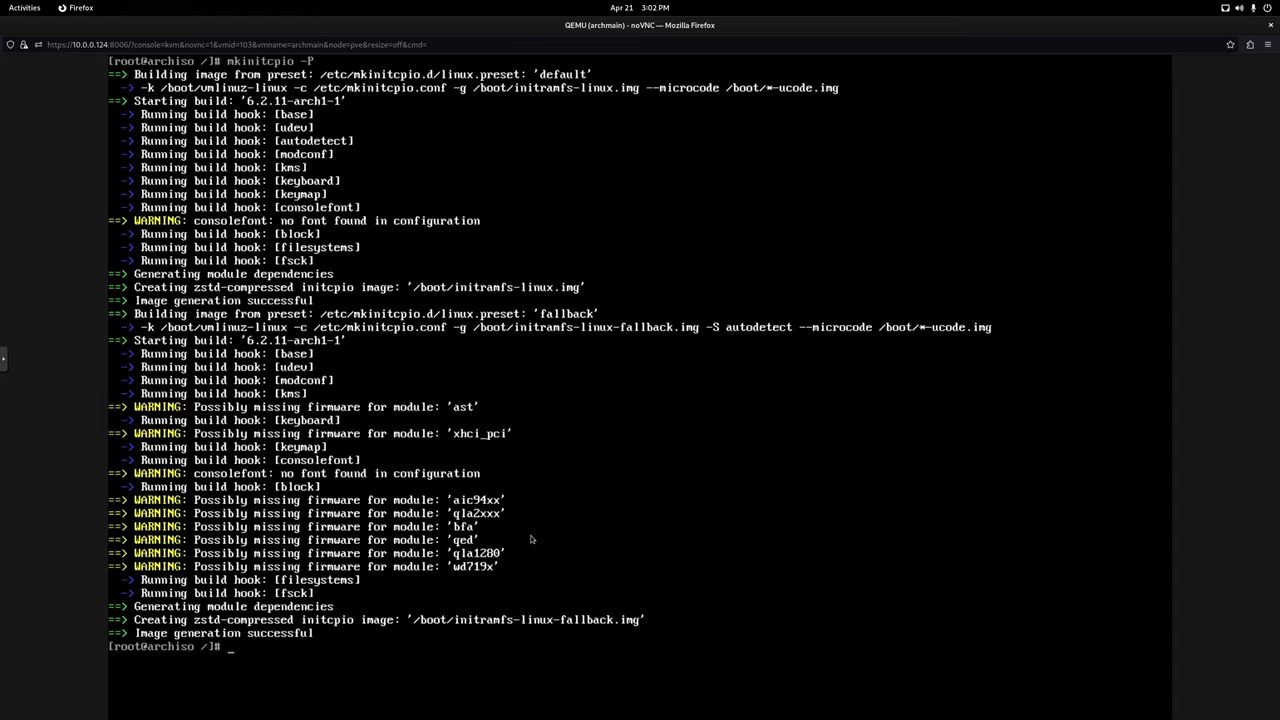 Activities Firefox Apr 21 3:02 PM
QEMU (archmain) - noVNC — Mozilla Firefox
https://10.0.0.124:8006/?console=kvm&novnc=1&vmid=103&vmname=archmain&node=pve&resize=off&cmd=
[root@archiso /]# mkinitcpio -P
==> Building image from preset: /etc/mkinitcpio.d/linux.preset: 'default'
-> -k /boot/vmlinuz-linux -c /etc/mkinitcpio.conf -g /boot/initramfs-linux.img --microcode /boot/*-ucode.img
==> Starting build: '6.2.11-arch1-1'
-> Running build hook: [base]
-> Running build hook: [udev]
-> Running build hook: [autodetect]
-> Running build hook: [modconf]
-> Running build hook: [kms]
-> Running build hook: [keyboard]
-> Running build hook: [keymap]
-> Running build hook: [consolefont]
==> WARNING: consolefont: no font found in configuration
-> Running build hook: [block]
-> Running build hook: [filesystems]
-> Running build hook: [fsck]
==> Generating module dependencies
==> Creating zstd-compressed initcpio image: '/boot/initramfs-linux.img'
==> Image generation successful
==> Building image from preset: /etc/mkinitcpio.d/linux.preset: 'fallback'
-> -k /boot/vmlinuz-linux -c /etc/mkinitcpio.conf -g /boot/initramfs-linux-fallback.img -S autodetect --microcode /boot/*-ucode.img
==> Starting build: '6.2.11-arch1-1'
-> Running build hook: [base]
-> Running build hook: [udev]
-> Running build hook: [modconf]
-> Running build hook: [kms]
==> WARNING: Possibly missing firmware for module: 'ast'
-> Running build hook: [keyboard]
==> WARNING: Possibly missing firmware for module: 'xhci_pci'
-> Running build hook: [keymap]
-> Running build hook: [consolefont]
==> WARNING: consolefont: no font found in configuration
-> Running build hook: [block]
==> WARNING: Possibly missing firmware for module: 'aic94xx'
==> WARNING: Possibly missing firmware for module: 'qla2xxx'
==> WARNING: Possibly missing firmware for module: 'bfa'
==> WARNING: Possibly missing firmware for module: 'qed'
==> WARNING: Possibly missing firmware for module: 'qla1280'
==> WARNING: Possibly missing firmware for module: 'wd719x'
-> Running build hook: [filesystems]
-> Running build hook: [fsck]
==> Generating module dependencies
==> Creating zstd-compressed initcpio image: '/boot/initramfs-linux-fallback.img'
==> Image generation successful
[root@archiso /]# _